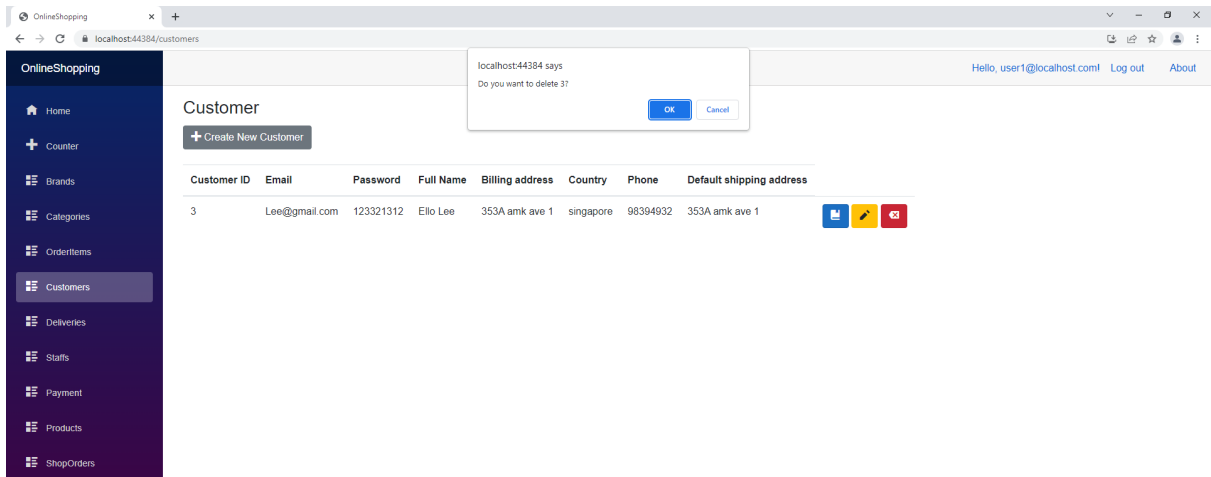 OnlineShopping
localhost:44384/customers
OnlineShopping
localhost:44384 says
Do you want to delete 3?
OK Cancel
Hello, user1@localhost.com! Log out About
Home
Counter
Brands
Categories
OrderItems
Customers
Deliveries
Staffs
Payment
Products
ShopOrders
Customer
Create New Customer
Customer ID Email Password Full Name Billing address Country Phone Default shipping address
3 Lee@gmail.com 123321312 Ello Lee 353A amk ave 1 singapore 98394932 353A amk ave 1